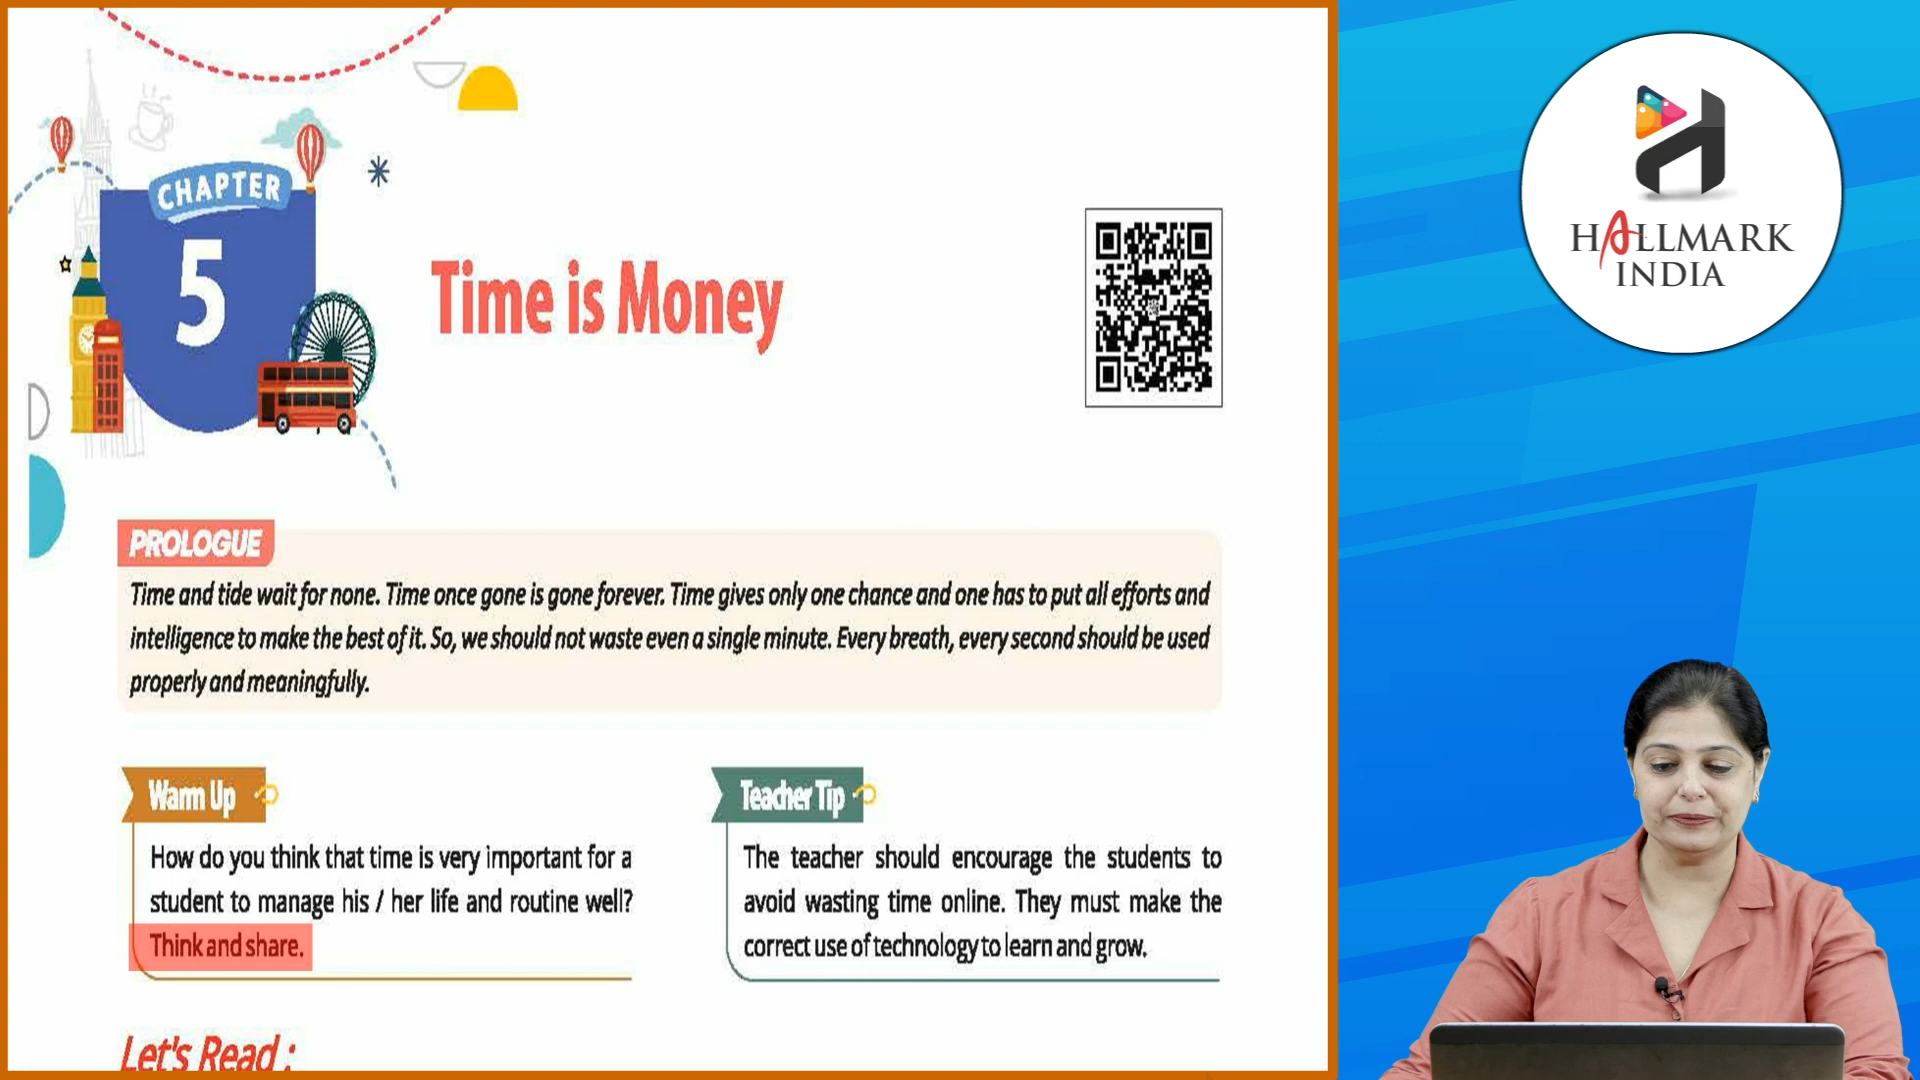 CHAPTER
5
Time is Money
PROLOGUE
Time and tide wait for none. Time once gone is gone forever. Time gives only one chance and one has to put all efforts and
intelligence to make the best of it. So, we should not waste even a single minute. Every breath, every second should be used
properly and meaningfully.
Warm Up
How do you think that time is very important for a
student to manage his / her life and routine well?
Think and share.
Teacher Tip
The teacher should encourage the students to
avoid wasting time online. They must make the
correct use of technology to learn and grow.
Let's Read :
HALLMARK
INDIA